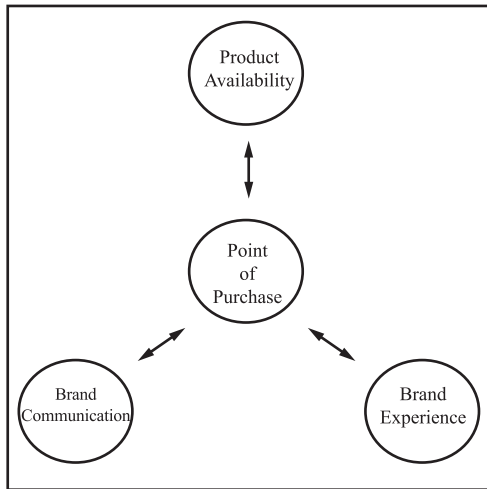 Product
Availability
Point
of
Purchase
Brand
Communication
Brand
Experience